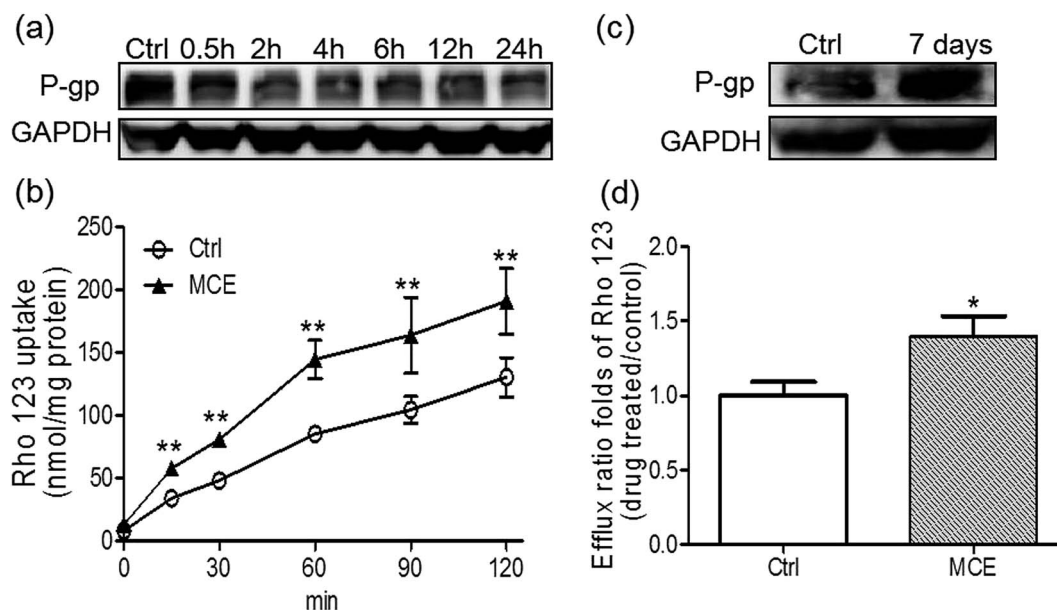 (a)
Ctrl 0.5h 2h 4h 6h 12h 24h
P-gp
GAPDH
(b)
Rho 123 uptake
(nmol/mg protein)
250
200
150
100
50
0
Ctrl
MCE
**
**
**
**
**
0 30 60 90 120
min
(c)
Ctrl 7 days
P-gp
GAPDH
(d)
Efflux ratio folds of Rho 123
(drug treated/control)
2.0
1.5
1.0
0.5
0.0
*
Ctrl MCE